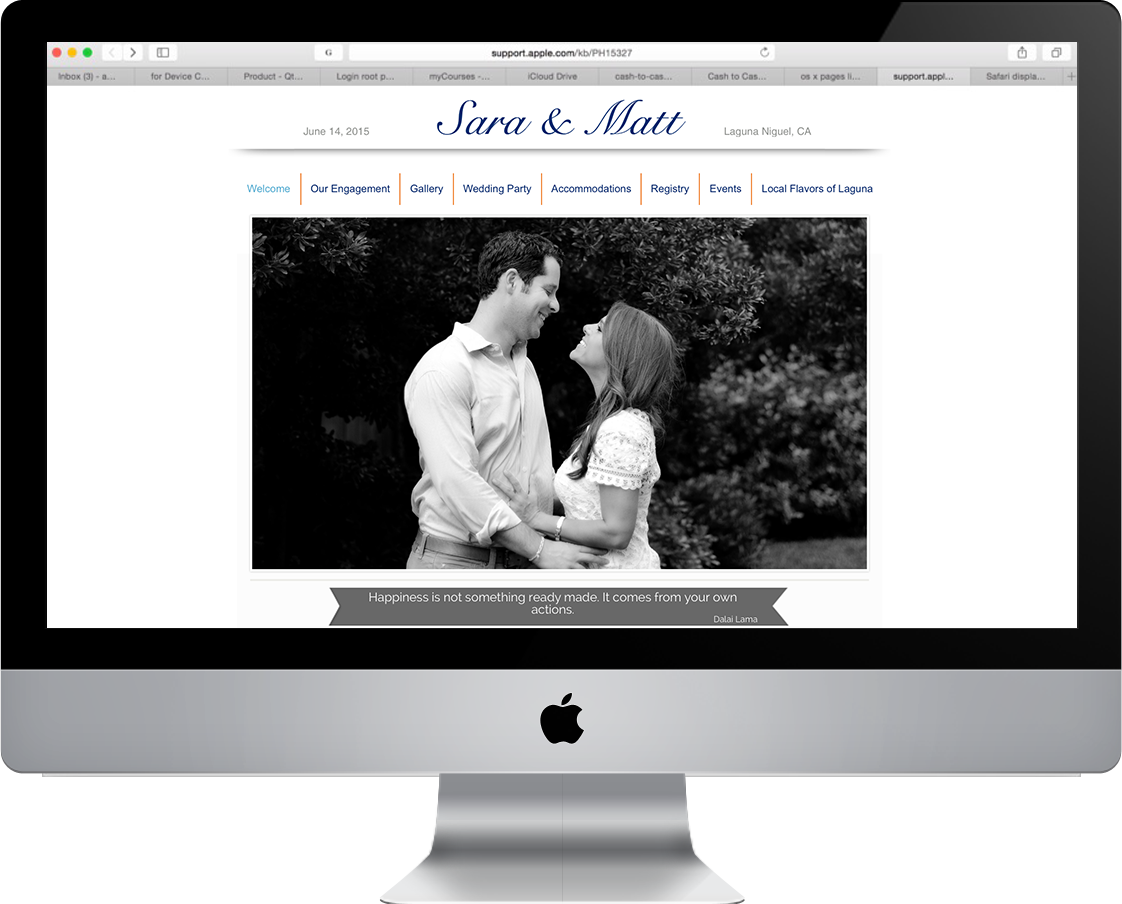 G
support.apple.com/kb/PH15327
Inbox (3) - a... for Device C... Product - Qt... Login root p... myCourses -... iCloud Drive cash-to-cas... Cash to Cas... os x pages li... support.appl... Safari displa... +
Sara & Matt
June 14, 2015 Laguna Niguel, CA
Welcome Our Engagement Gallery Wedding Party Accommodations Registry Events Local Flavors of Laguna
Happiness is not something ready made. It comes from your own
actions.
Dalai Lama